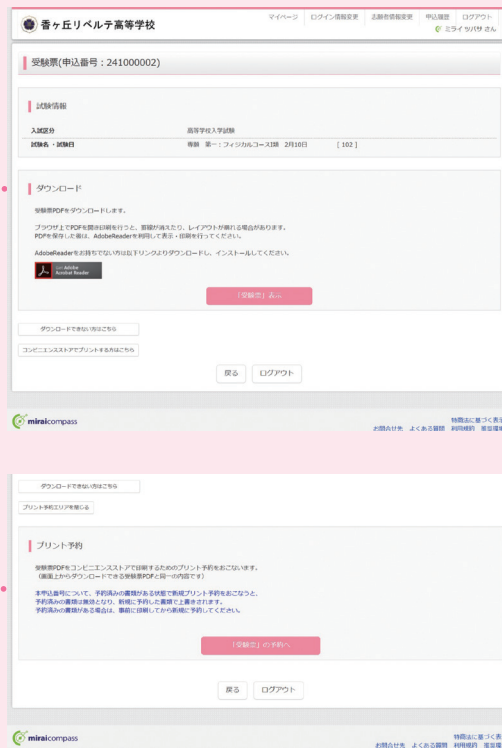 香ヶ丘リベルテ高等学校
マイページ ログイン情報変更 志願者情報変更 申込履歴 ログアウト
ミライ ツバサ さん
受験票(申込番号：241000002)
試験情報
入試区分 高等学校入学試験
試験名・試験日 専願 第一：フィジカルコースI類 2月10日 [ 102 ]
ダウンロード
受験票PDFをダウンロードします。
ブラウザ上でPDFを開き印刷を行うと、罫線が消えたり、レイアウトが崩れる場合があります。
PDFを保存した後は、AdobeReaderを利用して表示・印刷を行ってください。
AdobeReaderをお持ちでない方は以下リンクよりダウンロードし、インストールしてください。
Get Adobe
Acrobat Reader
「受験票」表示
ダウンロードできない方はこちら
コンビニエンスストアでプリントする方はこちら
戻る ログアウト
miraicompass
特商法に基づく表示
お問合せ先 よくある質問 利用規約 推奨環境
ダウンロードできない方はこちら
プリント予約エリアを閉じる
プリント予約
受験票PDFをコンビニエンスストアで印刷するためのプリント予約をおこないます。
（画面上からダウンロードできる受験票PDFと同一の内容です）
本申込番号について、予約済みの書類がある状態で新規プリント予約をおこなうと、
予約済みの書類は無効となり、新規に予約した書類で上書きされます。
予約済みの書類がある場合は、事前に印刷してから新規に予約してください。
「受験票」の予約へ
戻る ログアウト
miraicompass
特商法に基づく表
お問合せ先 よくある質問 利用規約 推奨環